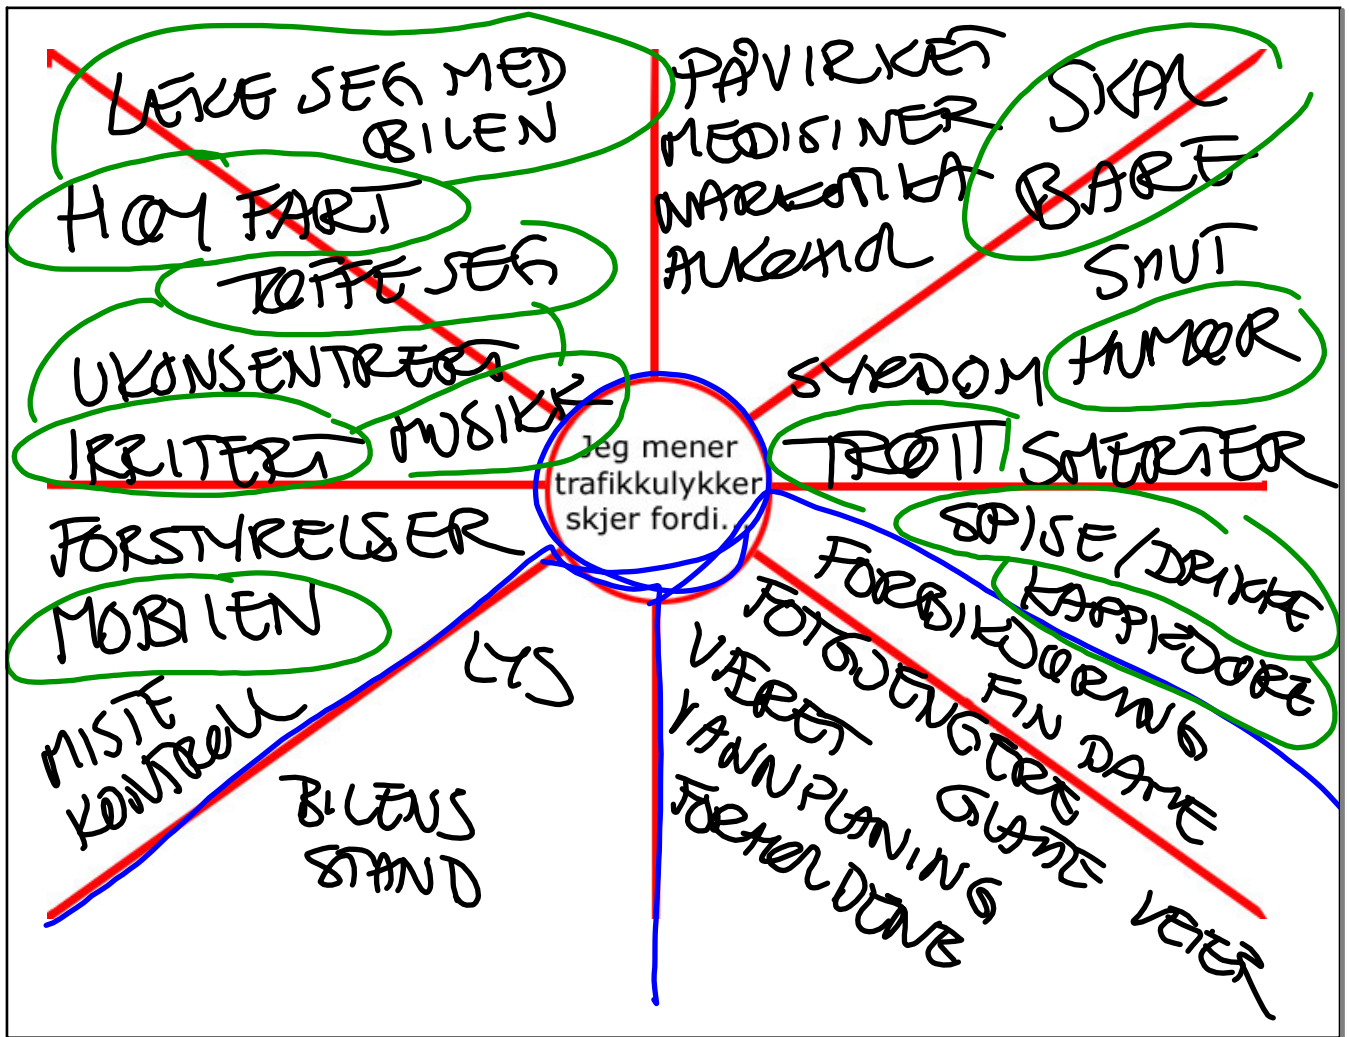 LEKE SEG MED
BILEN
HØY FART
TØFFE SEG
UKONSENTRERT
IRRITERT
MUSIKK
PÅVIRKET
MEDISINER
NARKOTIKA
ALKOHOL
SKAL
BARE
SNUT
SYKDOM HUMØR
TRØTT SMERTER
Jeg mener
trafikkulykker
skjer fordi...
SPISE/DRIKKE
KAPPKJØRE
FORBIKJØRING
FIN DAME
FOTGJENGERE
GLATTE VEIER
VÆRET
VANNPLANING
FORHOLDENE
FORSTYRELSER
MOBILEN
MISTE
KONTROLL
LYS
BILENS
STAND